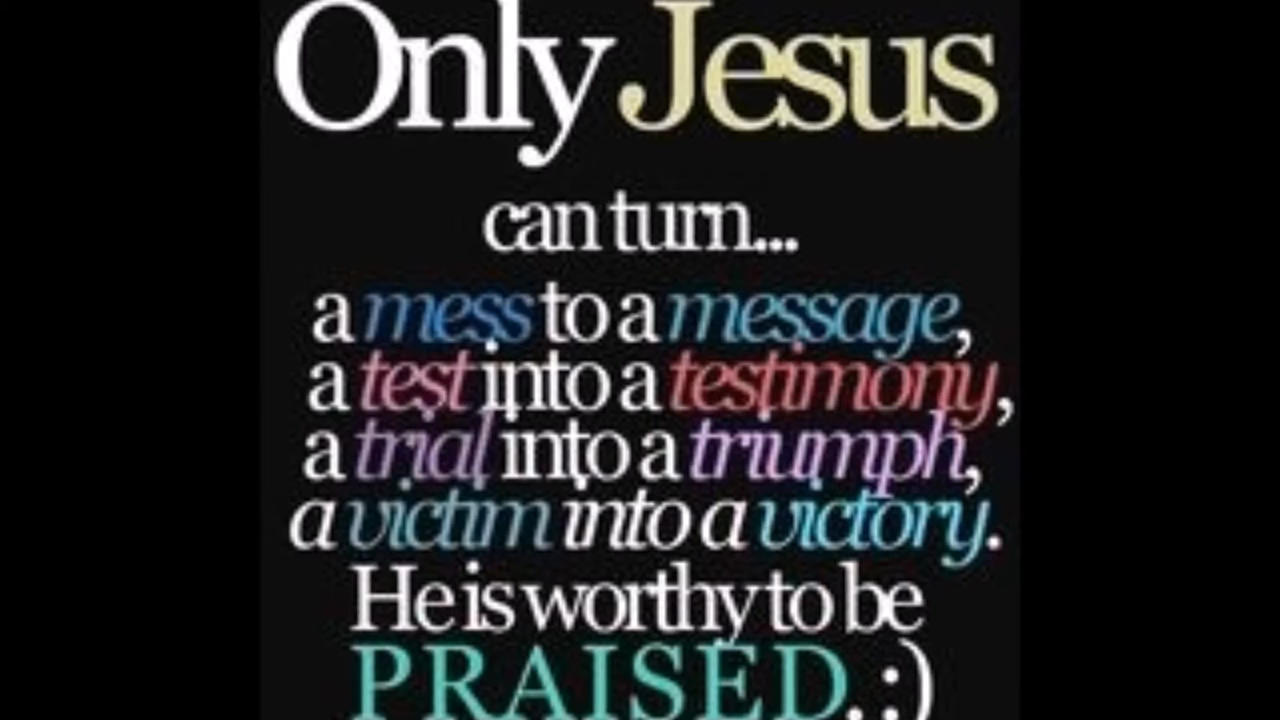 Only Jesus
can turn...
a mess to a message,
a test into a testimony,
a trial into a triumph,
a victim into a victory.
He is worthy to be
PRAISED. :)